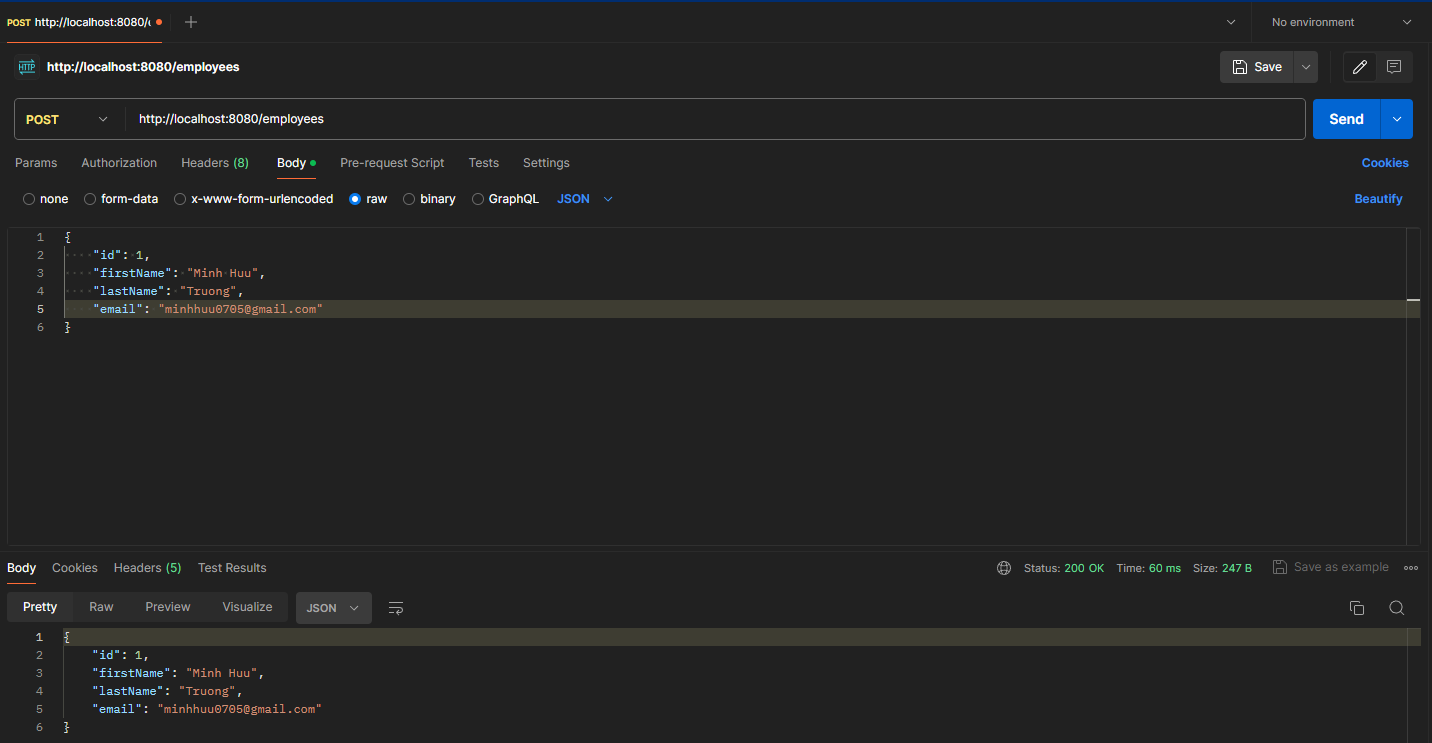 POST http://localhost:8080/
No environment
HTTP http://localhost:8080/employees
Save
POST http://localhost:8080/employees
Send
Params Authorization Headers (8) Body Pre-request Script Tests Settings Cookies
none form-data x-www-form-urlencoded raw binary GraphQL JSON Beautify
1 {
2 "id": 1,
3 "firstName": "Minh Huu",
4 "lastName": "Truong",
5 "email": "minhhuu0705@gmail.com"
6 }
Body Cookies Headers (5) Test Results Status: 200 OK Time: 60 ms Size: 247 B Save as example
Pretty Raw Preview Visualize JSON
1 {
2 "id": 1,
3 "firstName": "Minh Huu",
4 "lastName": "Truong",
5 "email": "minhhuu0705@gmail.com"
6 }